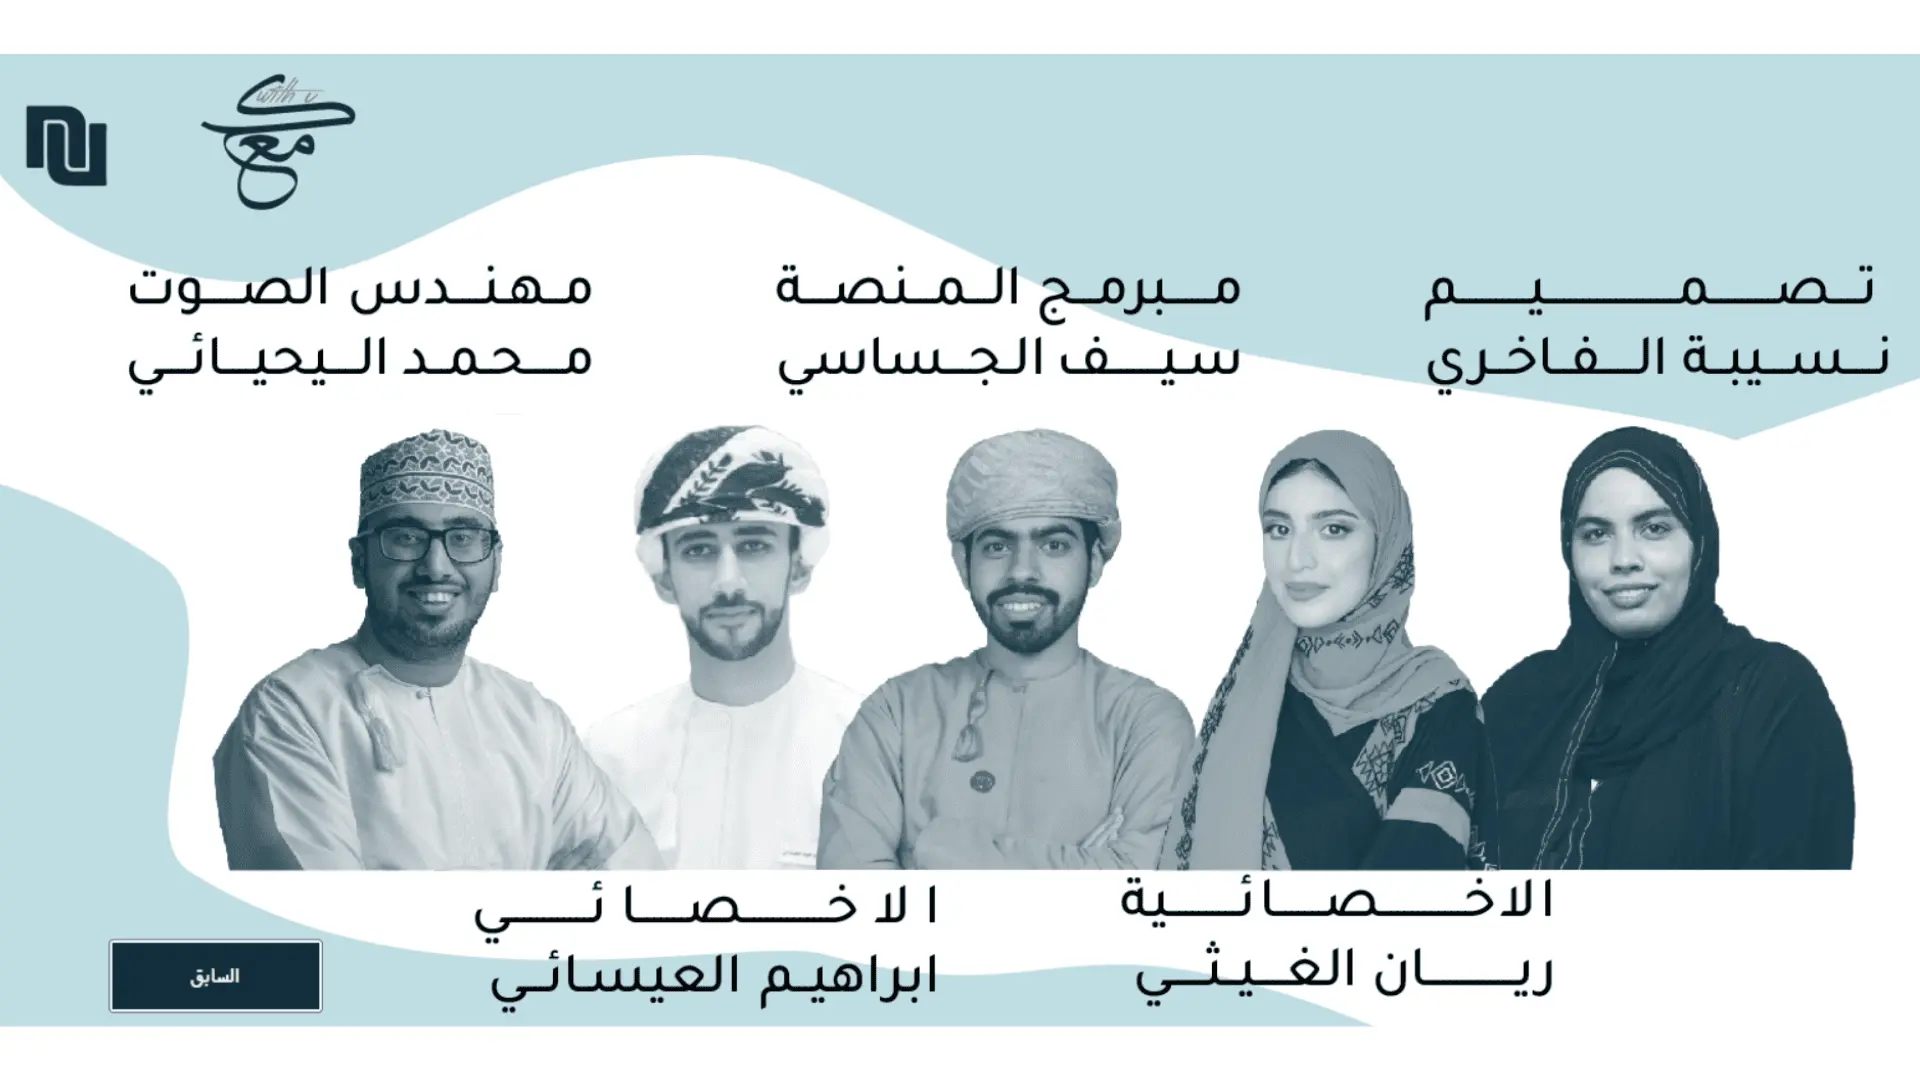 with u
معك
تصميم
نسيبة الفاخري
مبرمج المنصة
سيف الجساسي
مهندس الصوت
محمد اليحيائي
الاخصائية
ريان الغيثي
الاخصائي
ابراهيم العيسائي
السابق